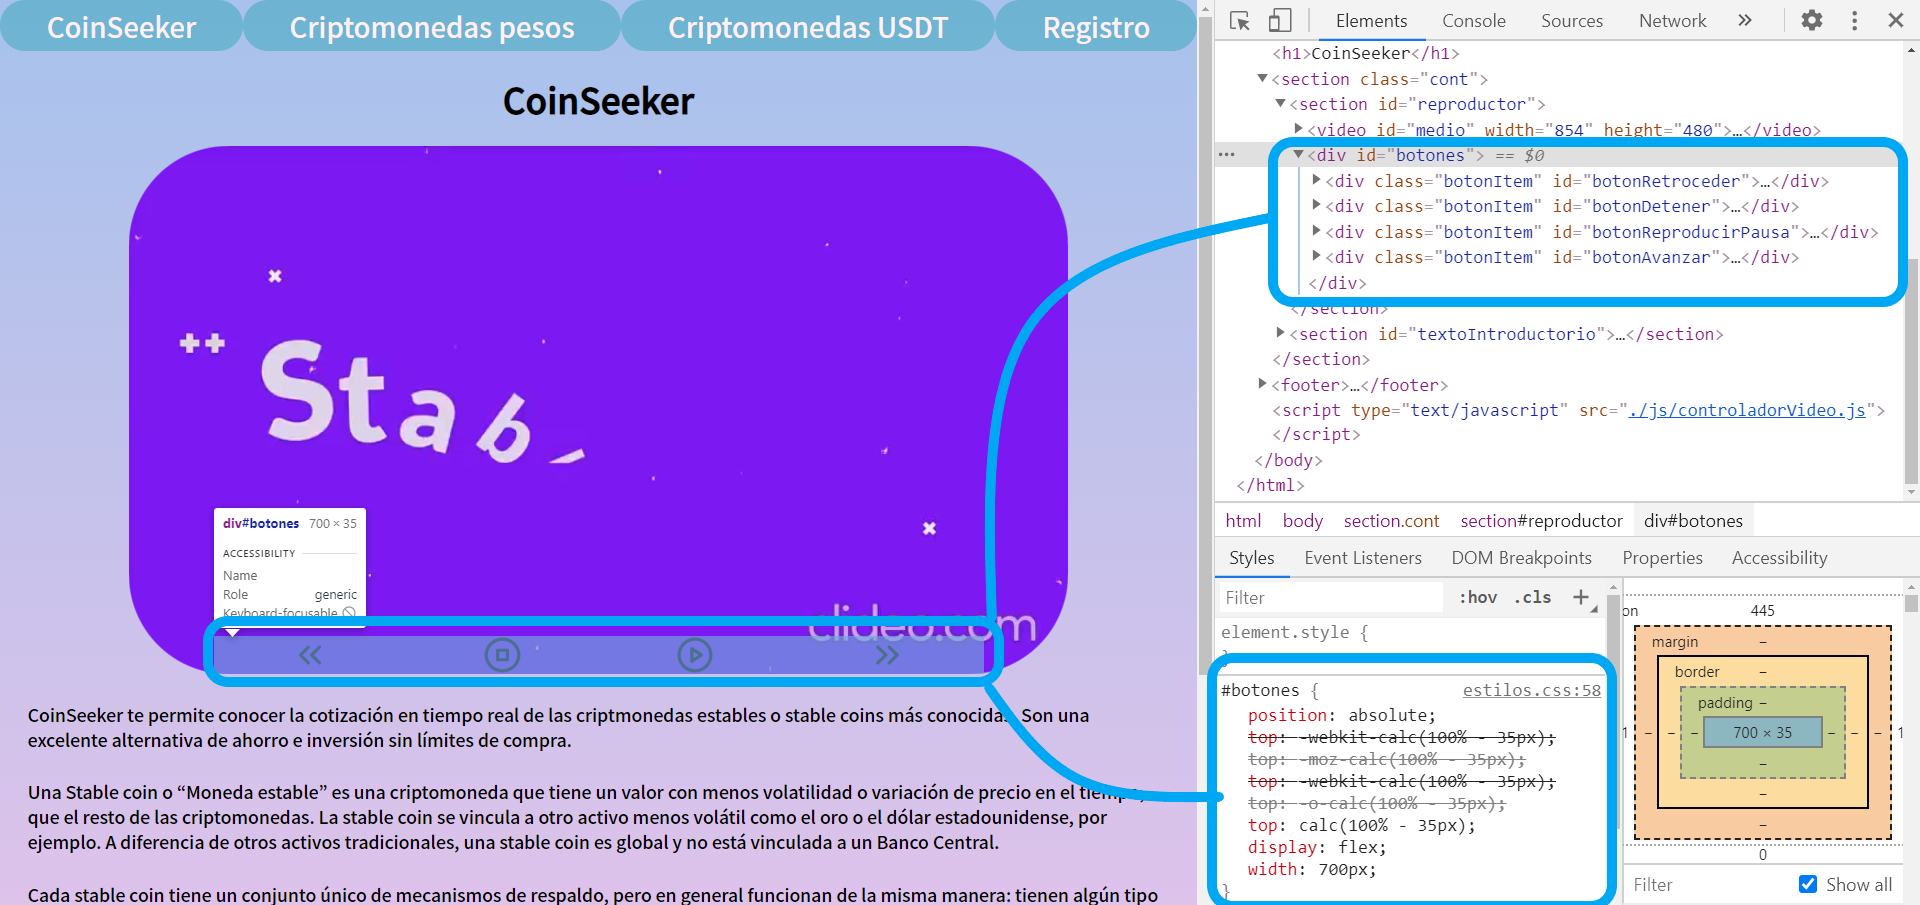 CoinSeeker Criptomonedas pesos Criptomonedas USDT Registro
CoinSeeker
Stab
clideo.com
div#botones 700 × 35
ACCESSIBILITY
Name
Role generic
Keyboard-focusable
CoinSeeker te permite conocer la cotización en tiempo real de las criptmonedas estables o stable coins más conocidas. Son una
excelente alternativa de ahorro e inversión sin límites de compra.
Una Stable coin o “Moneda estable” es una criptomoneda que tiene un valor con menos volatilidad o variación de precio en el tiempo,
que el resto de las criptomonedas. La stable coin se vincula a otro activo menos volátil como el oro o el dólar estadounidense, por
ejemplo. A diferencia de otros activos tradicionales, una stable coin es global y no está vinculada a un Banco Central.
Cada stable coin tiene un conjunto único de mecanismos de respaldo, pero en general funcionan de la misma manera: tienen algún tipo
Elements Console Sources Network »
<h1>CoinSeeker</h1>
<section class="cont">
<section id="reproductor">
<video id="medio" width="854" height="480">…</video>
<div id="botones"> == $0
<div class="botonItem" id="botonRetroceder">…</div>
<div class="botonItem" id="botonDetener">…</div>
<div class="botonItem" id="botonReproducirPausa">…</div>
<div class="botonItem" id="botonAvanzar">…</div>
</div>
</section>
<section id="textoIntroductorio">…</section>
</section>
<footer>…</footer>
<script type="text/javascript" src="./js/controladorVideo.js">
</script>
</body>
</html>
html body section.cont section#reproductor div#botones
Styles Event Listeners DOM Breakpoints Properties Accessibility
Filter :hov .cls +
element.style {
}
#botones { estilos.css:58
position: absolute;
top: -webkit-calc(100% - 35px);
top: -moz-calc(100% - 35px);
top: -webkit-calc(100% - 35px);
top: -o-calc(100% - 35px);
top: calc(100% - 35px);
display: flex;
width: 700px;
}
on 445
margin –
border –
padding –
1 – – – 700 × 35 – – – 1
–
–
–
0
Filter Show all